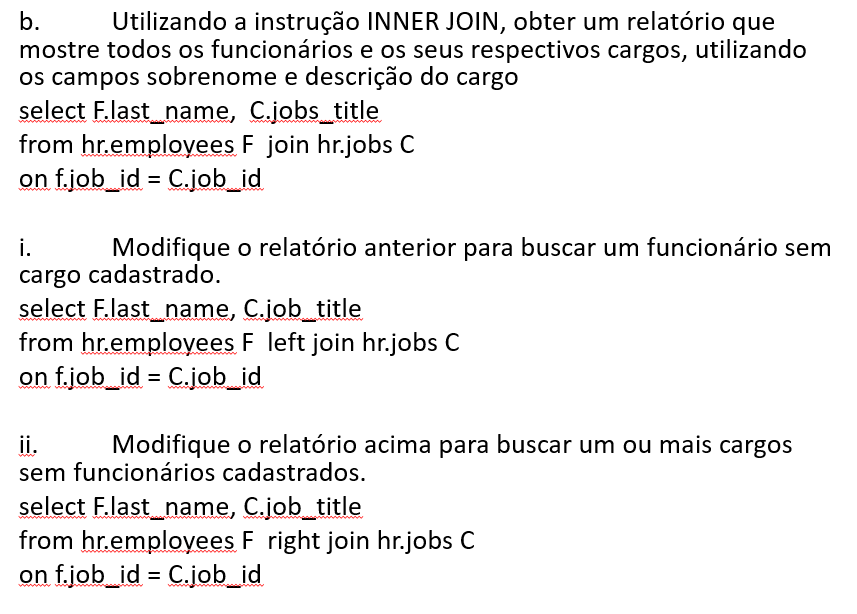 b. Utilizando a instrução INNER JOIN, obter um relatório que
mostre todos os funcionários e os seus respectivos cargos, utilizando
os campos sobrenome e descrição do cargo
select F.last_name, C.jobs_title
from hr.employees F join hr.jobs C
on f.job_id = C.job_id
i. Modifique o relatório anterior para buscar um funcionário sem
cargo cadastrado.
select F.last_name, C.job_title
from hr.employees F left join hr.jobs C
on f.job_id = C.job_id
ii. Modifique o relatório acima para buscar um ou mais cargos
sem funcionários cadastrados.
select F.last_name, C.job_title
from hr.employees F right join hr.jobs C
on f.job_id = C.job_id